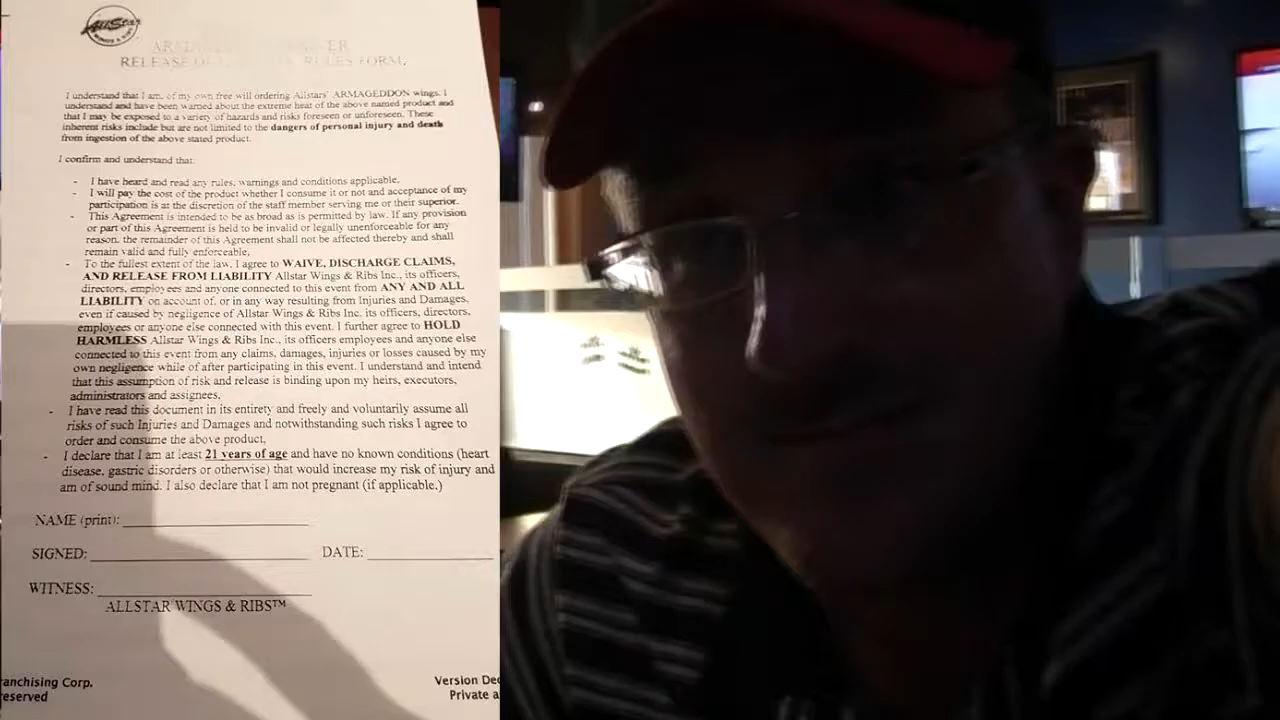 AllStar
WINGS & RIBS
RELEASE OF RULES FORM.
I understand that I am, of my own free will ordering Allstars' ARMAGEDDON wings. I
understand and have been warned about the extreme heat of the above named product and
that I may be exposed to a variety of hazards and risks foreseen or unforeseen. These
inherent risks include but are not limited to the dangers of personal injury and death
from ingestion of the above stated product.
I confirm and understand that:
- I have heard and read any rules, warnings and conditions applicable.
- I will pay the cost of the product whether I consume it or not and acceptance of my
participation is at the discretion of the staff member serving me or their superior.
- This Agreement is intended to be as broad as is permitted by law. If any provision
or part of this Agreement is held to be invalid or legally unenforceable for any
reason, the remainder of this Agreement shall not be affected thereby and shall
remain valid and fully enforceable.
- To the fullest extent of the law, I agree to WAIVE, DISCHARGE CLAIMS,
AND RELEASE FROM LIABILITY Allstar Wings & Ribs Inc., its officers,
directors, employees and anyone connected to this event from ANY AND ALL
LIABILITY on account of, or in any way resulting from Injuries and Damages,
even if caused by negligence of Allstar Wings & Ribs Inc. its officers, directors,
employees or anyone else connected with this event. I further agree to HOLD
HARMLESS Allstar Wings & Ribs Inc., its officers employees and anyone else
connected to this event from any claims, damages, injuries or losses caused by my
own negligence while of after participating in this event. I understand and intend
that this assumption of risk and release is binding upon my heirs, executors,
administrators and assignees.
- I have read this document in its entirety and freely and voluntarily assume all
risks of such Injuries and Damages and notwithstanding such risks I agree to
order and consume the above product.
- I declare that I am at least 21 years of age and have no known conditions (heart
disease, gastric disorders or otherwise) that would increase my risk of injury and
am of sound mind. I also declare that I am not pregnant (if applicable.)
NAME (print):
SIGNED: DATE:
WITNESS:
ALLSTAR WINGS & RIBS™
anchising Corp. Version Dec
eserved Private a